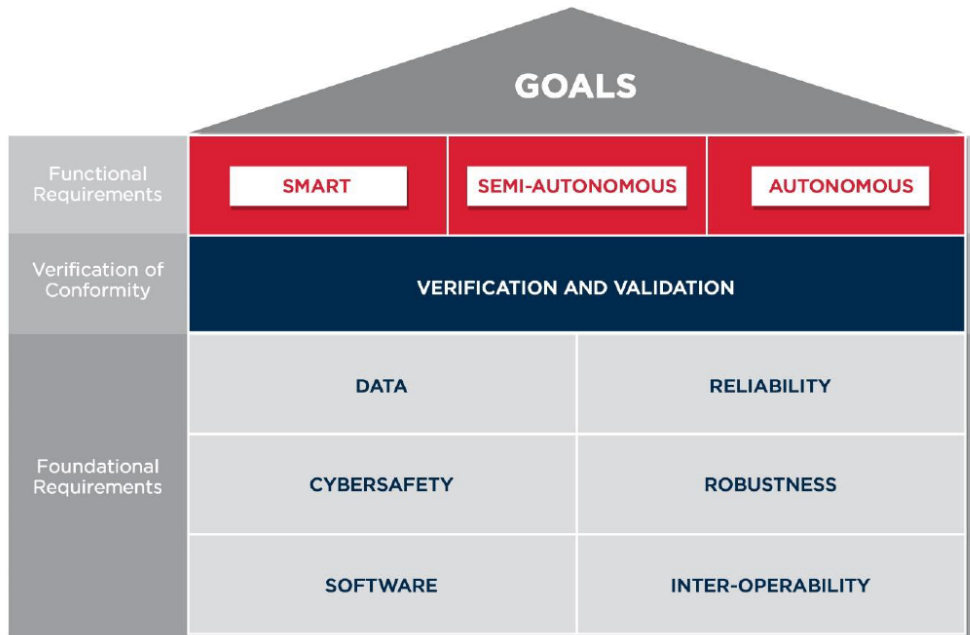 GOALS
Functional
Requirements
SMART
SEMI-AUTONOMOUS
AUTONOMOUS
Verification of
Conformity
VERIFICATION AND VALIDATION
Foundational
Requirements
DATA
RELIABILITY
CYBERSAFETY
ROBUSTNESS
SOFTWARE
INTER-OPERABILITY